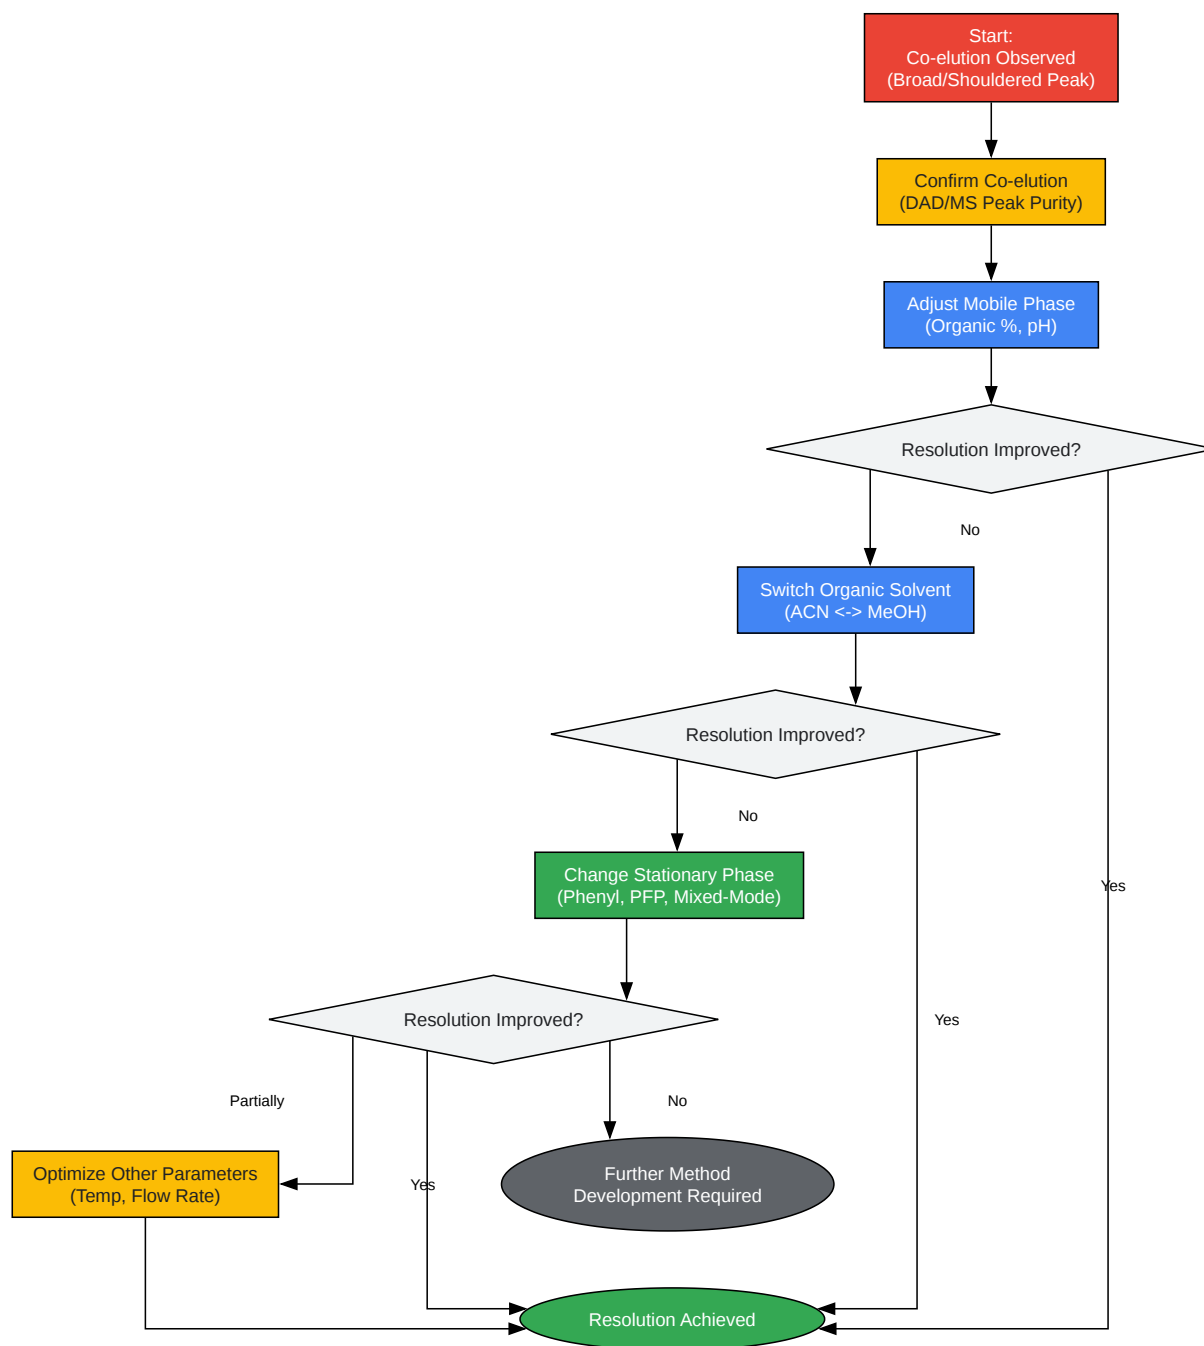 Start:
Co-elution Observed
(Broad/Shouldered Peak)
Confirm Co-elution
(DAD/MS Peak Purity)
Adjust Mobile Phase
(Organic %, pH)
Resolution Improved?
No
Switch Organic Solvent
(ACN <-> MeOH)
Resolution Improved?
No
Change Stationary Phase
(Phenyl, PFP, Mixed-Mode)
Yes
Resolution Improved?
Yes
Partially
No
Optimize Other Parameters
(Temp, Flow Rate)
Yes
Further Method
Development Required
Resolution Achieved